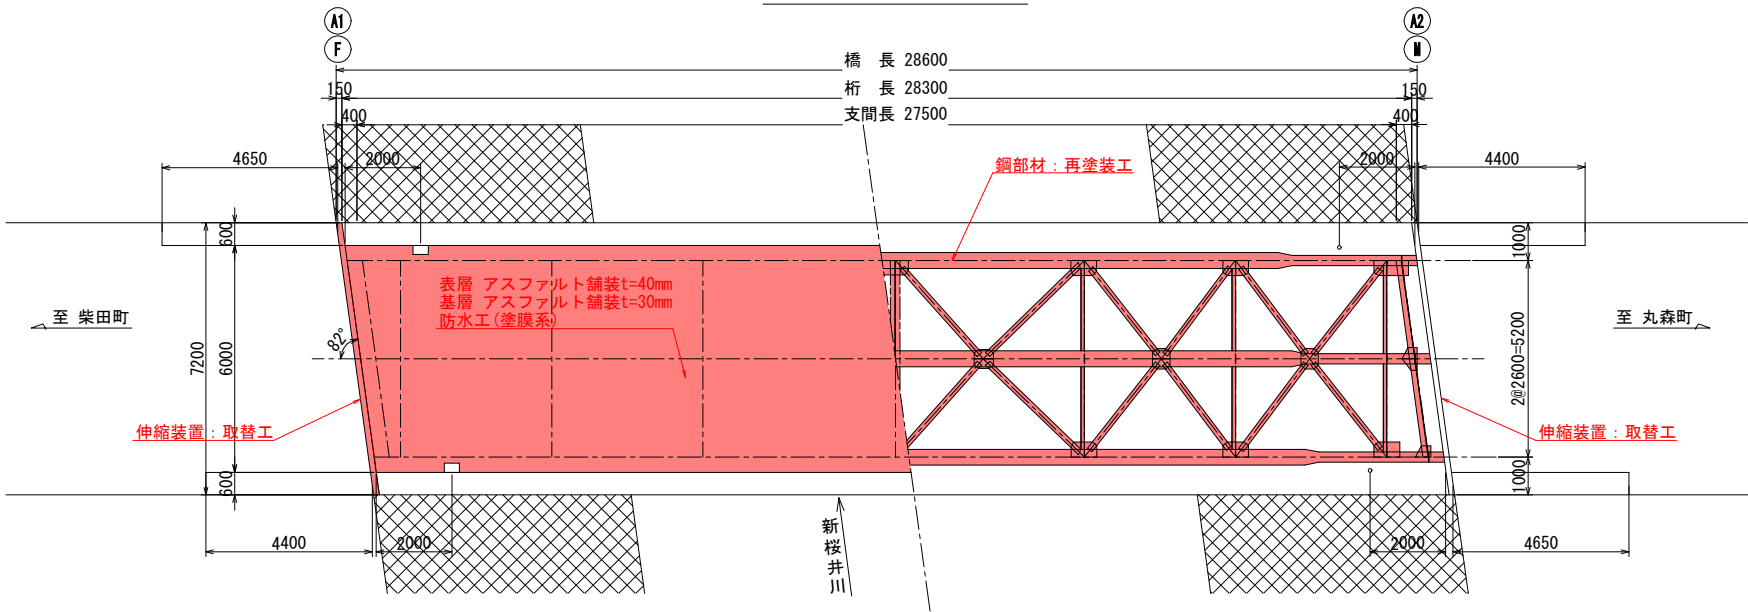 A1
A2
F
M
橋 長 28600
150
桁 長 28300
150
400
支間長 27500
400
4650
2000
鋼部材：再塗装工
2000
4400
600
1000
表層 アスファルト舗装t=40mm
基層 アスファルト舗装t=30mm
防水工(塗膜系)
至 柴田町
至 丸森町
82°
7200
6000
2@2600=5200
伸縮装置：取替工
伸縮装置：取替工
600
1000
新桜井川
4400
2000
2000
4650